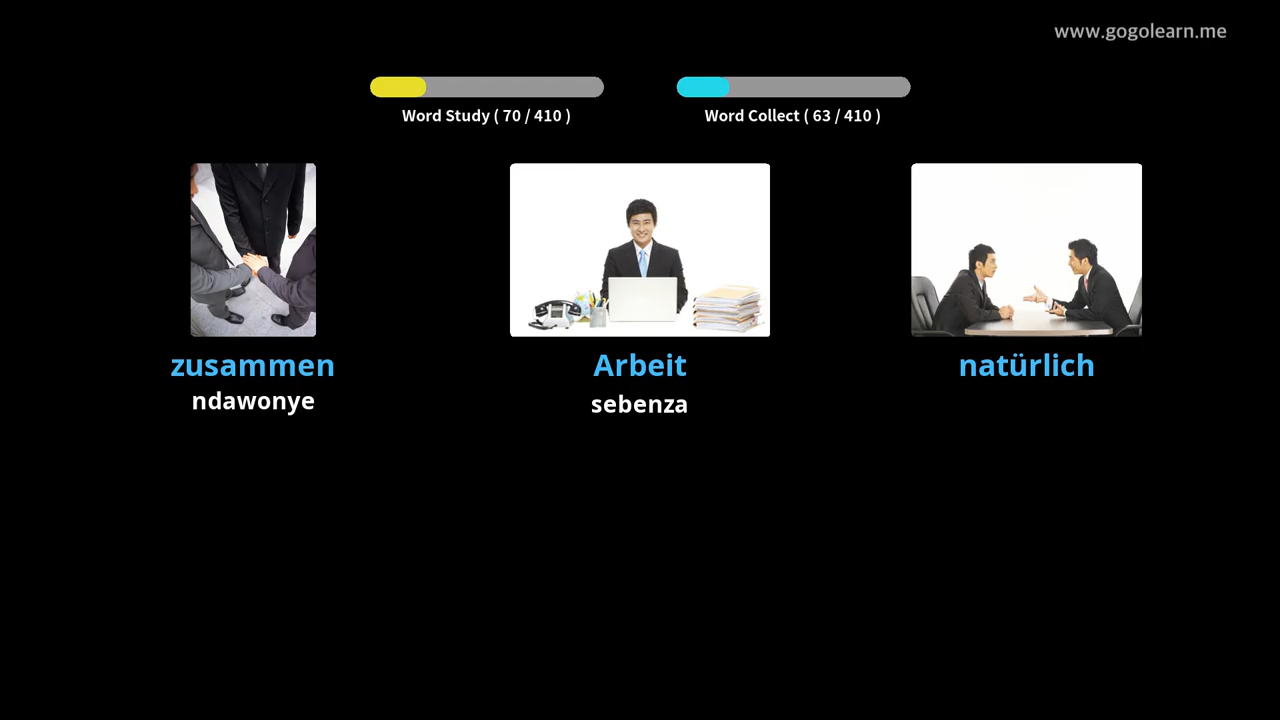 www.gogolearn.me
Word Study ( 70 / 410 )
Word Collect ( 63 / 410 )
zusammen
ndawonye
Arbeit
sebenza
natürlich